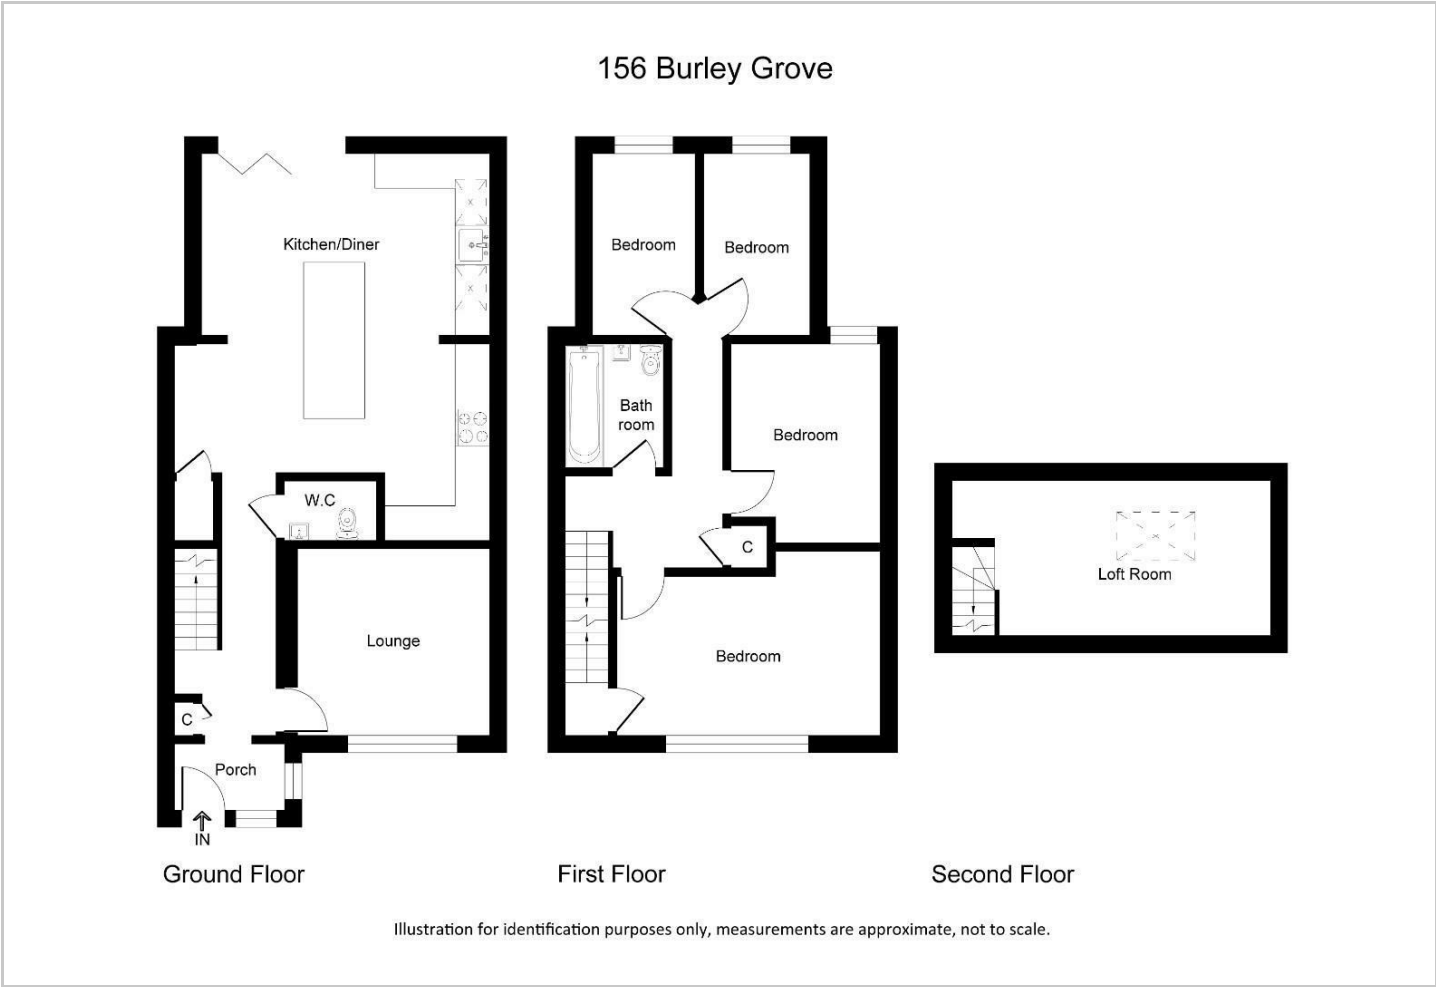 156 Burley Grove
Kitchen/Diner
W.C
Lounge
C
Porch
IN
Ground Floor
Bedroom
Bedroom
Bath
room
Bedroom
C
Bedroom
First Floor
Loft Room
Second Floor
Illustration for identification purposes only, measurements are approximate, not to scale.